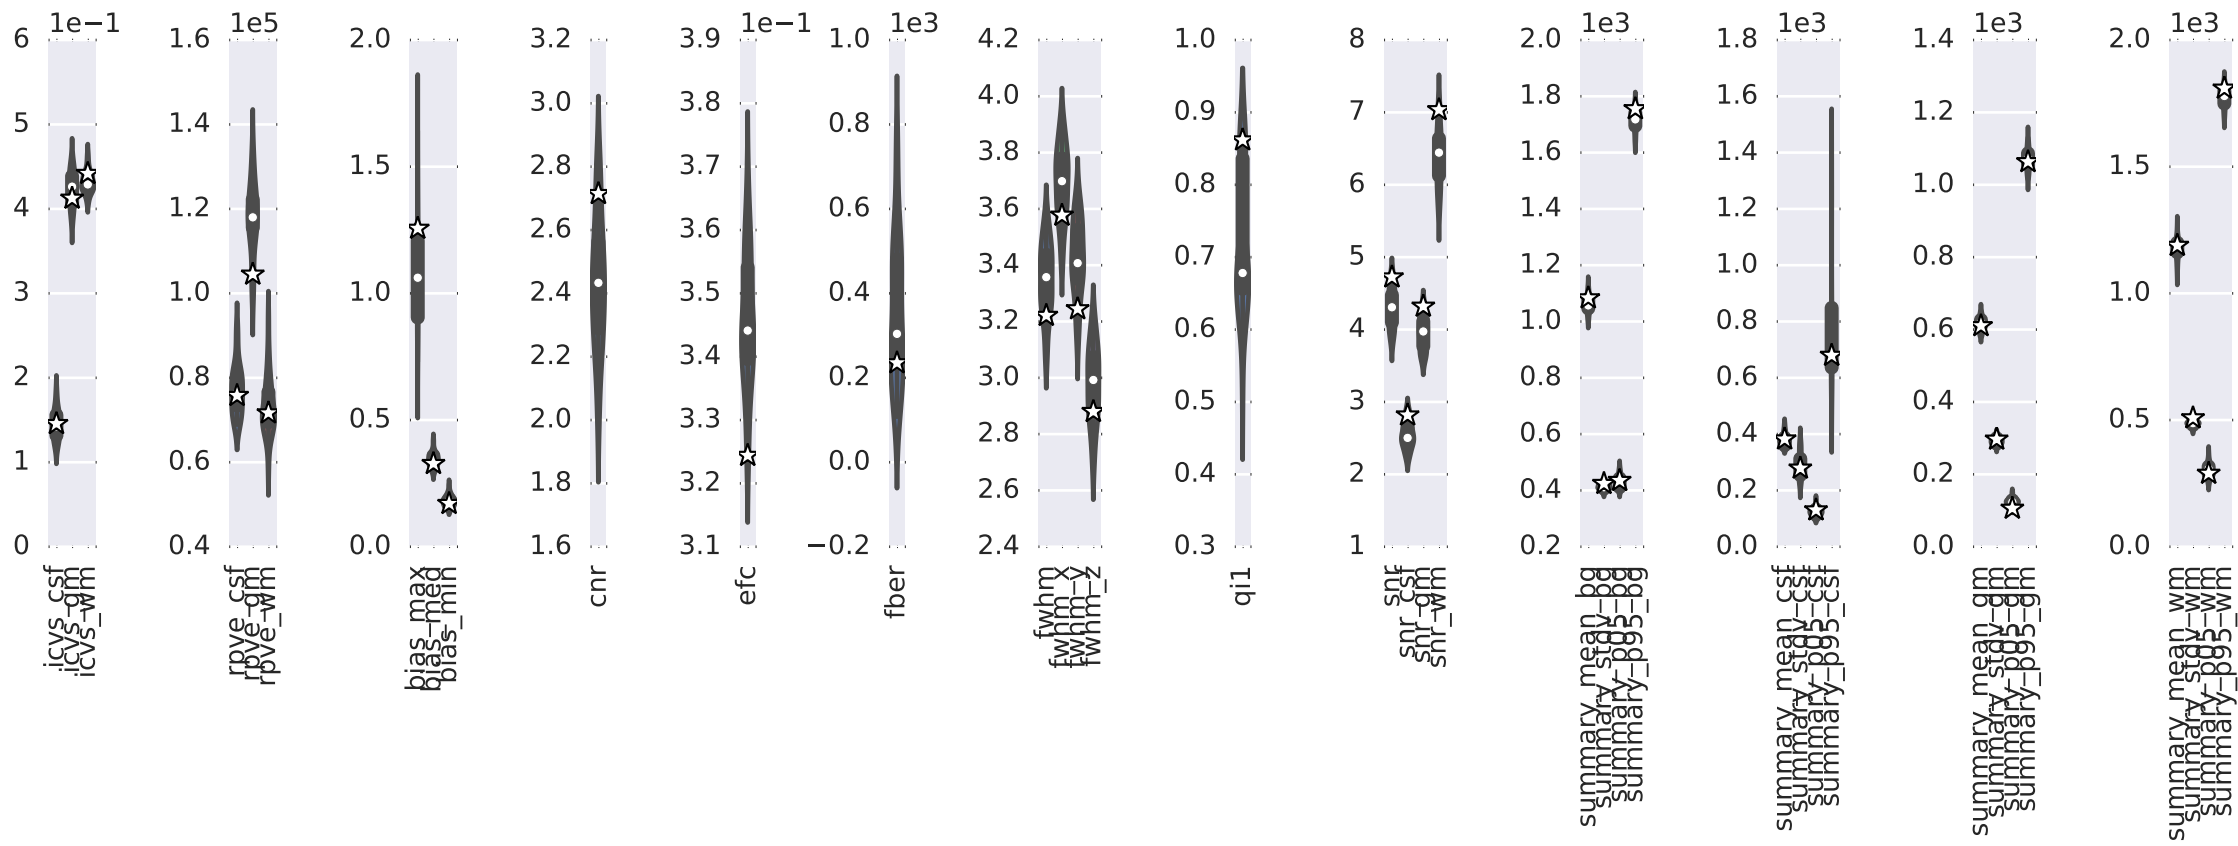 1e−1
6
5
4
3
2
1
0
icvs_csf
icvs_gm
icvs_wm
1e5
1.6
1.4
1.2
1.0
0.8
0.6
0.4
rpve_csf
rpve_gm
rpve_wm
2.0
1.5
1.0
0.5
0.0
bias_max
bias_med
bias_min
3.2
3.0
2.8
2.6
2.4
2.2
2.0
1.8
1.6
cnr
1e−1
3.9
3.8
3.7
3.6
3.5
3.4
3.3
3.2
3.1
efc
1e3
1.0
0.8
0.6
0.4
0.2
0.0
−0.2
fber
4.2
4.0
3.8
3.6
3.4
3.2
3.0
2.8
2.6
2.4
fwhm
fwhm_x
fwhm_y
fwhm_z
1.0
0.9
0.8
0.7
0.6
0.5
0.4
0.3
qi1
8
7
6
5
4
3
2
1
snr
snr_csf
snr_gm
snr_wm
1e3
2.0
1.8
1.6
1.4
1.2
1.0
0.8
0.6
0.4
0.2
summary_mean_bg
summary_stdv_bg
summary_p05_bg
summary_p95_bg
1e3
1.8
1.6
1.4
1.2
1.0
0.8
0.6
0.4
0.2
0.0
summary_mean_csf
summary_stdv_csf
summary_p05_csf
summary_p95_csf
1e3
1.4
1.2
1.0
0.8
0.6
0.4
0.2
0.0
summary_mean_gm
summary_stdv_gm
summary_p05_gm
summary_p95_gm
1e3
2.0
1.5
1.0
0.5
0.0
summary_mean_wm
summary_stdv_wm
summary_p05_wm
summary_p95_wm